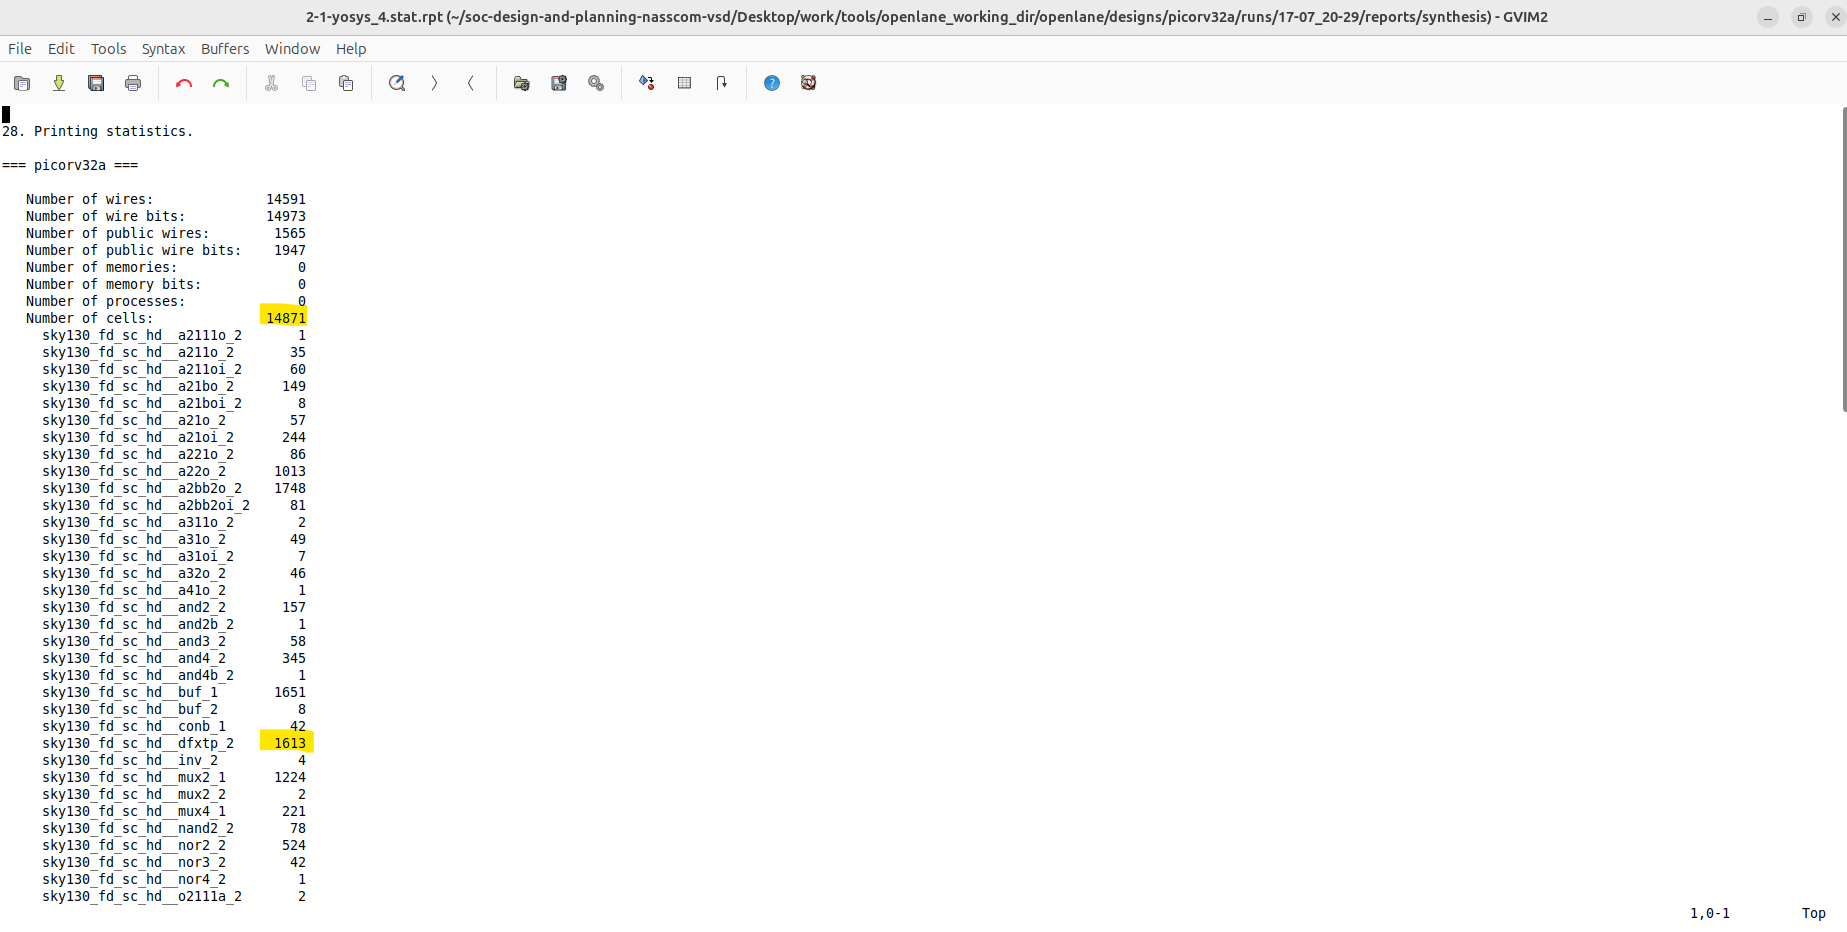 2-1-yosys_4.stat.rpt (~/soc-design-and-planning-nasscom-vsd/Desktop/work/tools/openlane_working_dir/openlane/designs/picorv32a/runs/17-07_20-29/reports/synthesis) - GVIM2
File Edit Tools Syntax Buffers Window Help
28. Printing statistics.
=== picorv32a ===
Number of wires: 14591
Number of wire bits: 14973
Number of public wires: 1565
Number of public wire bits: 1947
Number of memories: 0
Number of memory bits: 0
Number of processes: 0
Number of cells: 14871
sky130_fd_sc_hd__a2111o_2 1
sky130_fd_sc_hd__a211o_2 35
sky130_fd_sc_hd__a211oi_2 60
sky130_fd_sc_hd__a21bo_2 149
sky130_fd_sc_hd__a21boi_2 8
sky130_fd_sc_hd__a21o_2 57
sky130_fd_sc_hd__a21oi_2 244
sky130_fd_sc_hd__a221o_2 86
sky130_fd_sc_hd__a22o_2 1013
sky130_fd_sc_hd__a2bb2o_2 1748
sky130_fd_sc_hd__a2bb2oi_2 81
sky130_fd_sc_hd__a311o_2 2
sky130_fd_sc_hd__a31o_2 49
sky130_fd_sc_hd__a31oi_2 7
sky130_fd_sc_hd__a32o_2 46
sky130_fd_sc_hd__a41o_2 1
sky130_fd_sc_hd__and2_2 157
sky130_fd_sc_hd__and2b_2 1
sky130_fd_sc_hd__and3_2 58
sky130_fd_sc_hd__and4_2 345
sky130_fd_sc_hd__and4b_2 1
sky130_fd_sc_hd__buf_1 1651
sky130_fd_sc_hd__buf_2 8
sky130_fd_sc_hd__conb_1 42
sky130_fd_sc_hd__dfxtp_2 1613
sky130_fd_sc_hd__inv_2 4
sky130_fd_sc_hd__mux2_1 1224
sky130_fd_sc_hd__mux2_2 2
sky130_fd_sc_hd__mux4_1 221
sky130_fd_sc_hd__nand2_2 78
sky130_fd_sc_hd__nor2_2 524
sky130_fd_sc_hd__nor3_2 42
sky130_fd_sc_hd__nor4_2 1
sky130_fd_sc_hd__o2111a_2 2
1,0-1 Top